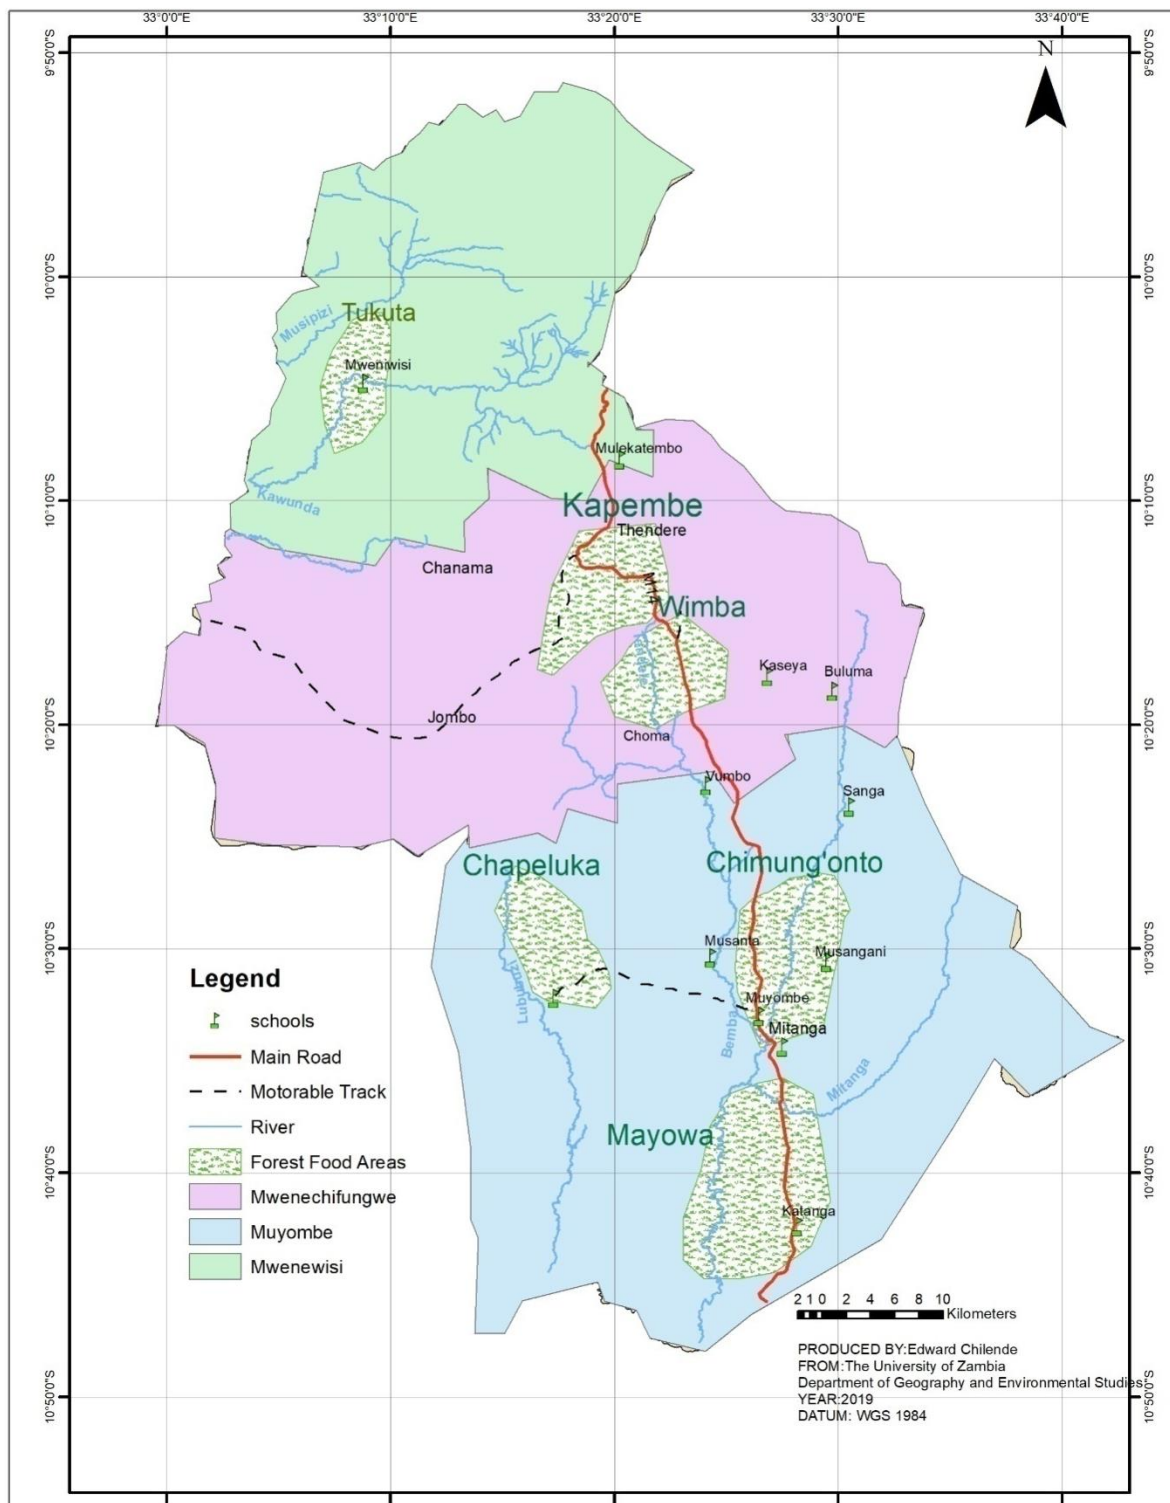 33°0'0"E
33°10'0"E
33°20'0"E
33°30'0"E
33°40'0"E
N
9°50'0"S
9°50'0"S
10°0'0"S
10°0'0"S
Musipizi
Tukuta
Mweniwisi
Mulekatembo
Kawunda
10°10'0"S
10°10'0"S
Kapembe
Thendere
Chanama
M14
Wimba
Kaseya
Buluma
Jombo
10°20'0"S
10°20'0"S
Choma
Vumbo
Sanga
Chapeluka
Chimung'onto
Musanta
Musangani
10°30'0"S
10°30'0"S
Lubunuzi
Muyombe
Mitanga
Bemba
Mitanga
Mayowa
10°40'0"S
10°40'0"S
Kalanga
Legend
schools
Main Road
Motorable Track
River
Forest Food Areas
Mwenechifungwe
Muyombe
Mwenewisi
2 1 0 2 4 6 8 10
Kilometers
PRODUCED BY:Edward Chilende
FROM:The University of Zambia
Department of Geography and Environmental Studies
YEAR:2019
DATUM: WGS 1984
10°50'0"S
10°50'0"S